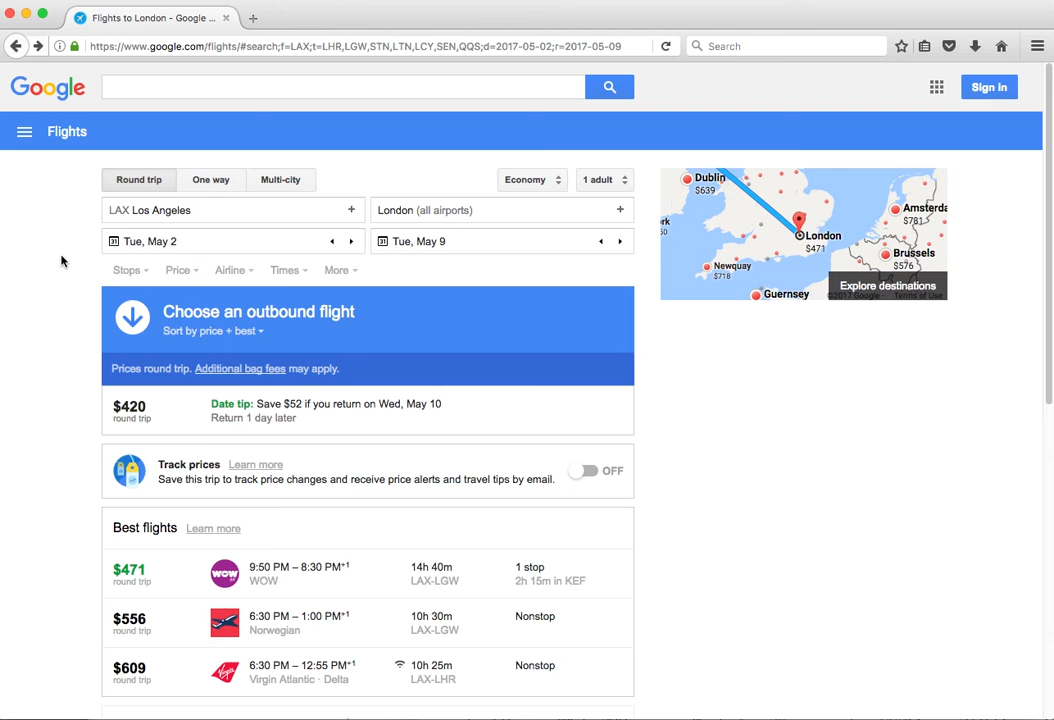 Flights to London - Google ...
https://www.google.com/flights/#search;f=LAX;t=LHR,LGW,STN,LTN,LCY,SEN,QQS;d=2017-05-02;r=2017-05-09
Search
Google
Sign in
Flights
Round trip One way Multi-city Economy 1 adult
LAX Los Angeles + London (all airports) +
Tue, May 2 Tue, May 9
Stops Price Airline Times More
Dublin
$639
Amsterda
$781
London
$471
Brussels
$576
Newquay
$718
Guernsey
Explore destinations
©2017 Google - Terms of Use
Choose an outbound flight
Sort by price + best
Prices round trip. Additional bag fees may apply.
$420 Date tip: Save $52 if you return on Wed, May 10
round trip Return 1 day later
Track prices Learn more
Save this trip to track price changes and receive price alerts and travel tips by email. OFF
Best flights Learn more
$471 WOW 9:50 PM – 8:30 PM+1 14h 40m 1 stop
round trip WOW LAX-LGW 2h 15m in KEF
$556 6:30 PM – 1:00 PM+1 10h 30m Nonstop
round trip Norwegian LAX-LGW
$609 6:30 PM – 12:55 PM+1 10h 25m Nonstop
round trip Virgin Atlantic · Delta LAX-LHR